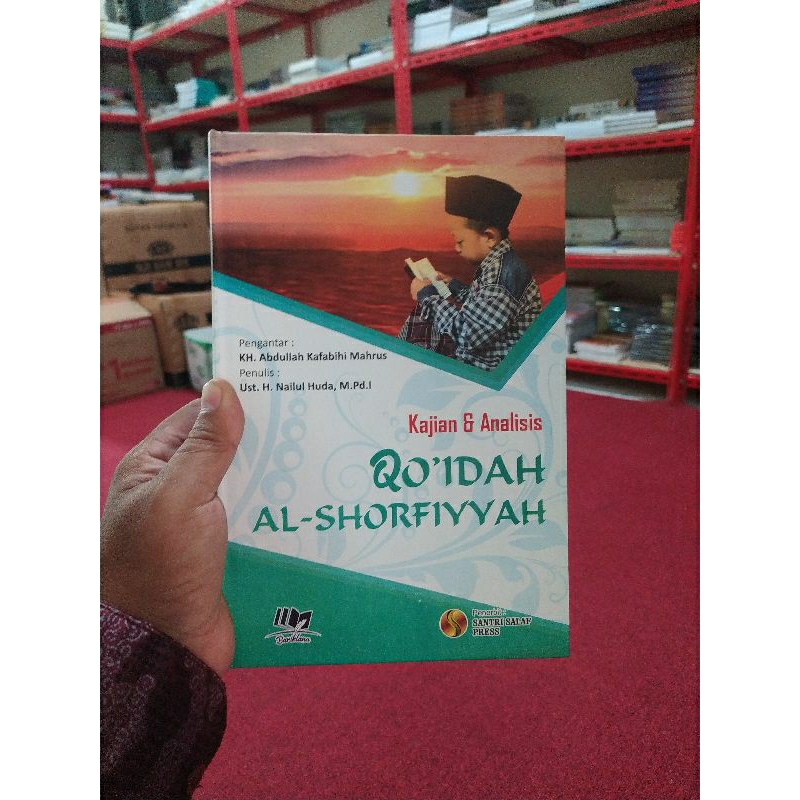 Pengantar :
KH. Abdullah Kafabihi Mahrus
Penulis :
Ust. H. Nailul Huda, M.Pd.I
Kajian & Analisis
QO'IDAH
AL-SHORFIYYAH
Penerbit :
SANTRI SALAF
PRESS